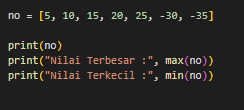 no = [5, 10, 15, 20, 25, -30, -35]
print(no)
print("Nilai Terbesar :", max(no))
print("Nilai Terkecil :", min(no))